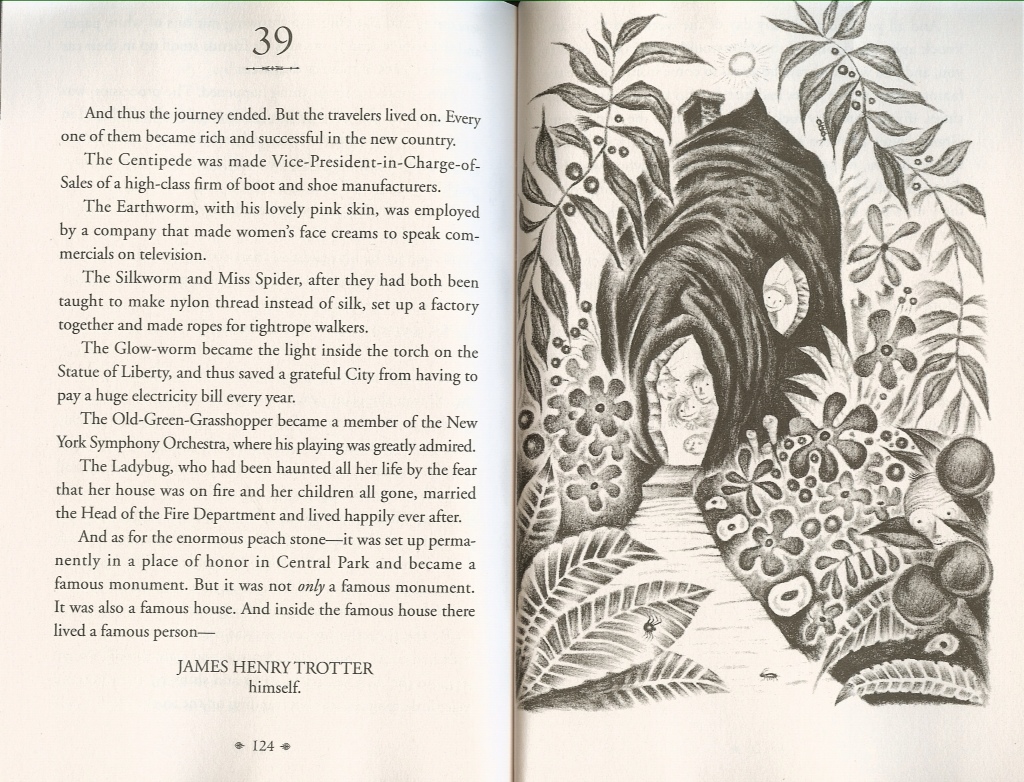 39
And thus the journey ended. But the travelers lived on. Every
one of them became rich and successful in the new country.
The Centipede was made Vice-President-in-Charge-of-
Sales of a high-class firm of boot and shoe manufacturers.
The Earthworm, with his lovely pink skin, was employed
by a company that made women's face creams to speak com-
mercials on television.
The Silkworm and Miss Spider, after they had both been
taught to make nylon thread instead of silk, set up a factory
together and made ropes for tightrope walkers.
The Glow-worm became the light inside the torch on the
Statue of Liberty, and thus saved a grateful City from having to
pay a huge electricity bill every year.
The Old-Green-Grasshopper became a member of the New
York Symphony Orchestra, where his playing was greatly admired.
The Ladybug, who had been haunted all her life by the fear
that her house was on fire and her children all gone, married
the Head of the Fire Department and lived happily ever after.
And as for the enormous peach stone—it was set up perma-
nently in a place of honor in Central Park and became a
famous monument. But it was not only a famous monument.
It was also a famous house. And inside the famous house there
lived a famous person—
JAMES HENRY TROTTER
himself.
124